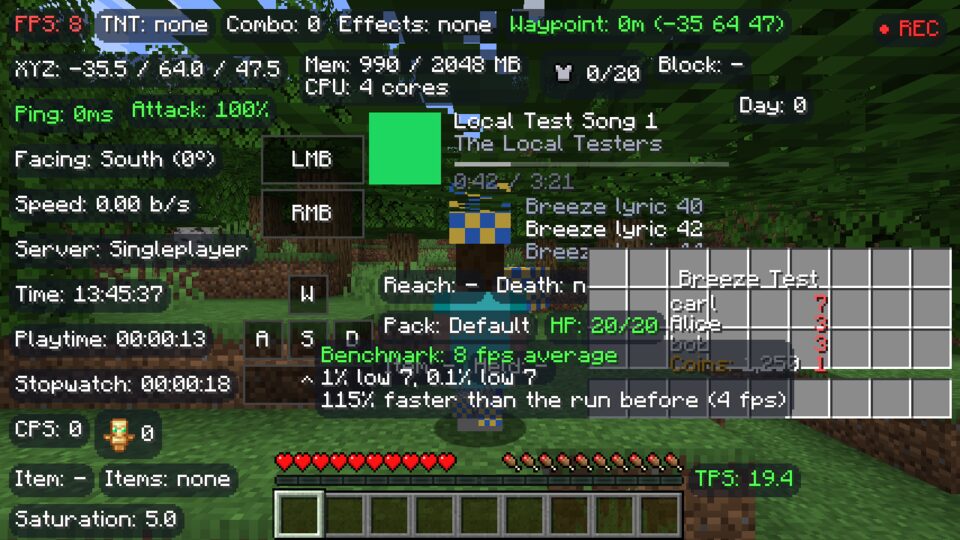 FPS: 8 TNT: none Combo: 0 Effects: none Waypoint: 0m (-35 64 47) REC
XYZ: -35.5 / 64.0 / 47.5 Mem: 990 / 2048 MB 0/20 Block: -
CPU: 4 cores
Ping: 0ms Attack: 100% Day: 0
Local Test Song 1
The Local Testers
Facing: South (0°) LMB
0:42 / 3:21
Speed: 0.00 b/s RMB
Breeze lyric 40
Breeze lyric 42
Server: Singleplayer Breeze lyric
Breeze Test
Time: 13:45:37 W Reach: - Death: n
carl 7
Pack: Default HP: 20/20 Alice 3
Playtime: 00:00:13 A S D bob 3
Benchmark: 8 fps average Coins: 1,250 1
1% low 7, 0.1% low 7
Stopwatch: 00:00:18 ^
115% faster than the run before (4 fps)
CPS: 0 0
Item: - Items: none TPS: 19.4
Saturation: 5.0